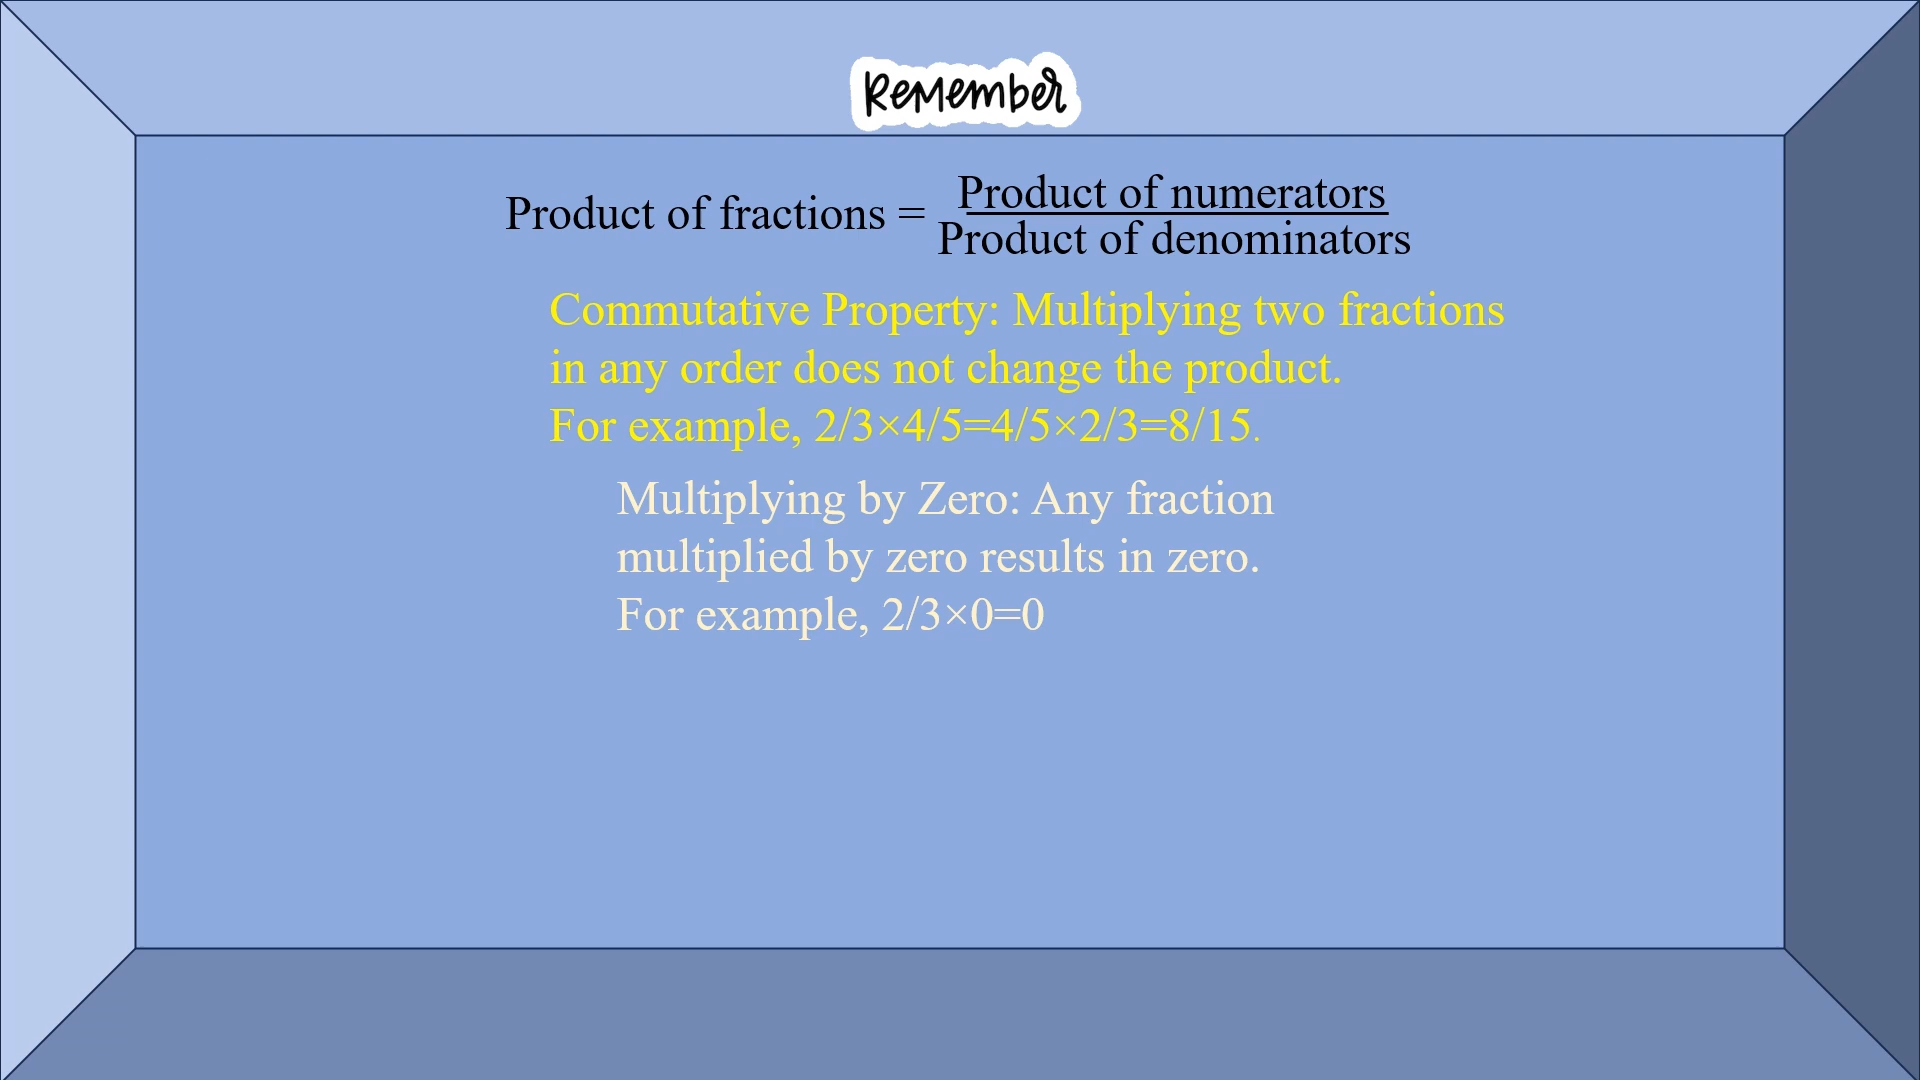 Remember
Product of fractions = Product of numerators
Product of denominators
Commutative Property: Multiplying two fractions
in any order does not change the product.
For example, 2/3×4/5=4/5×2/3=8/15.
Multiplying by Zero: Any fraction
multiplied by zero results in zero.
For example, 2/3×0=0